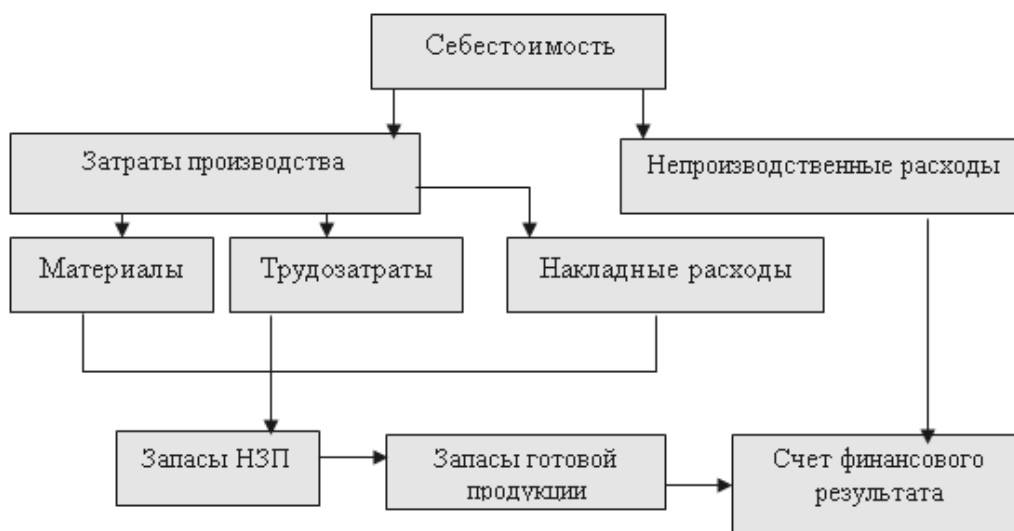 Себестоимость
Затраты производства
Непроизводственные расходы
Материалы
Трудозатраты
Накладные расходы
Запасы НЗП
Запасы готовой
продукции
Счет финансового
результата